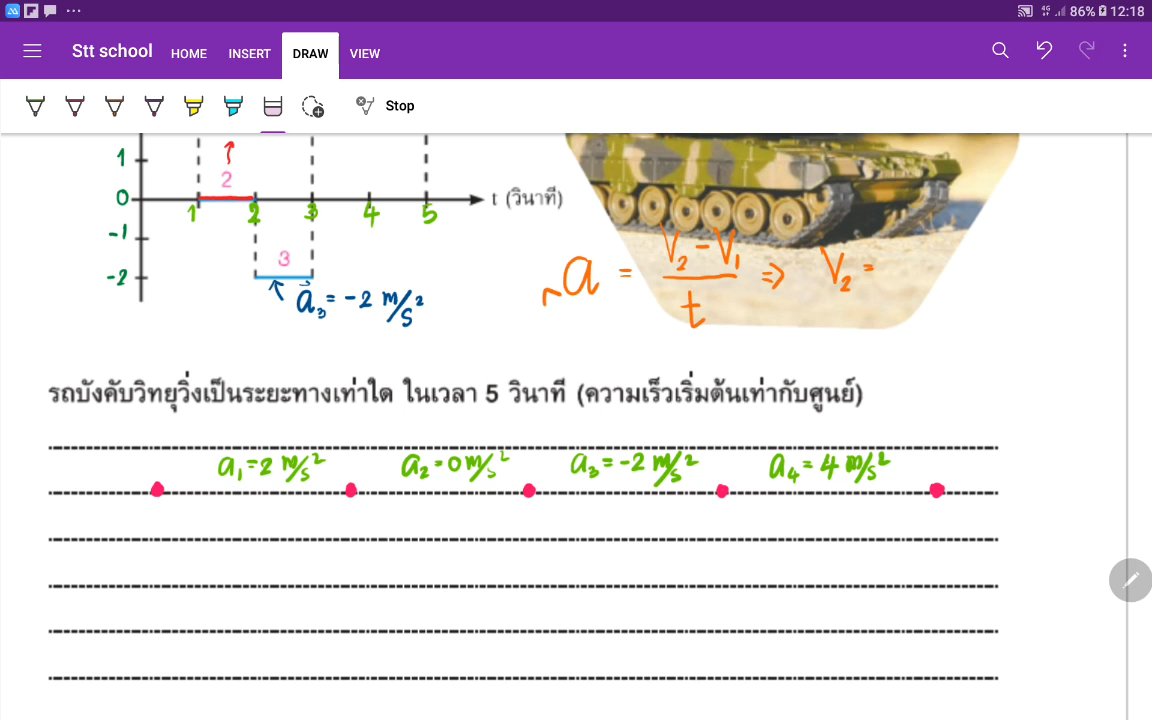 4G 86% 12:18
Stt school HOME INSERT DRAW VIEW
Stop
1
2
0
t (วินาที)
1 2 3 4 5
-1
-2
3
a₃ = -2 m/s²
a = V₂ - V₁ / t ⇒ V₂ =
รถบังคับวิทยุวิ่งเป็นระยะทางเท่าใด ในเวลา 5 วินาที (ความเร็วเริ่มต้นเท่ากับศูนย์)
a₁ = 2 m/s² a₂ = 0 m/s² a₃ = -2 m/s² a₄ = 4 m/s²